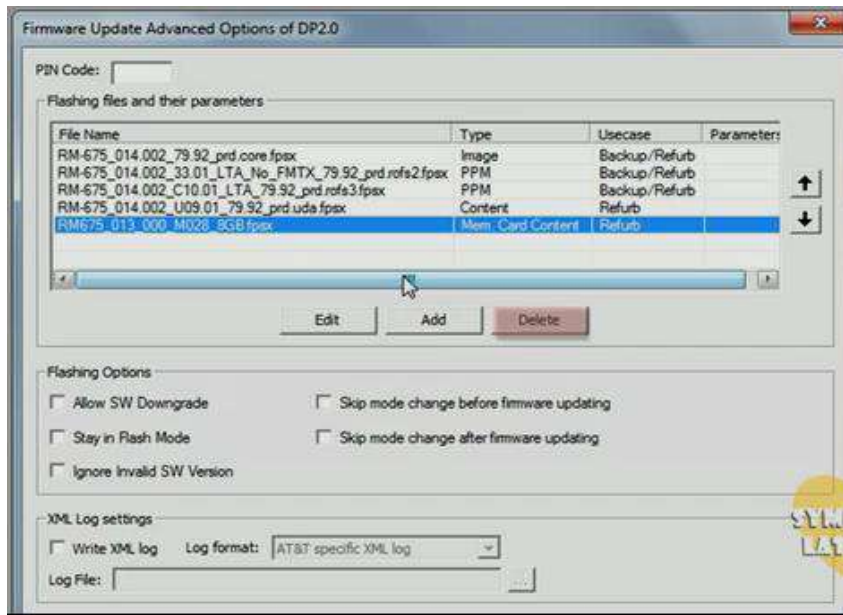 Firmware Update Advanced Options of DP2.0
PIN Code:
Flashing files and their parameters
File Name Type Usecase Parameters
RM-675_014.002_79.92_prd.core.fpsx Image Backup/Refurb
RM-675_014.002_33.01_LTA_No_FMTX_79.92_prd.rofs2.fpsx PPM Backup/Refurb
RM-675_014.002_C10.01_LTA_79.92_prd.rofs3.fpsx PPM Backup/Refurb
RM-675_014.002_U09.01_79.92_prd.uda.fpsx Content Refurb
RM675_013_000_M028_8GB.fpsx Mem. Card Content Refurb
Edit Add Delete
Flashing Options
Allow SW Downgrade Skip mode change before firmware updating
Stay in Flash Mode Skip mode change after firmware updating
Ignore Invalid SW Version
XML Log settings
Write XML log Log format: AT&T specific XML log
Log File: ...